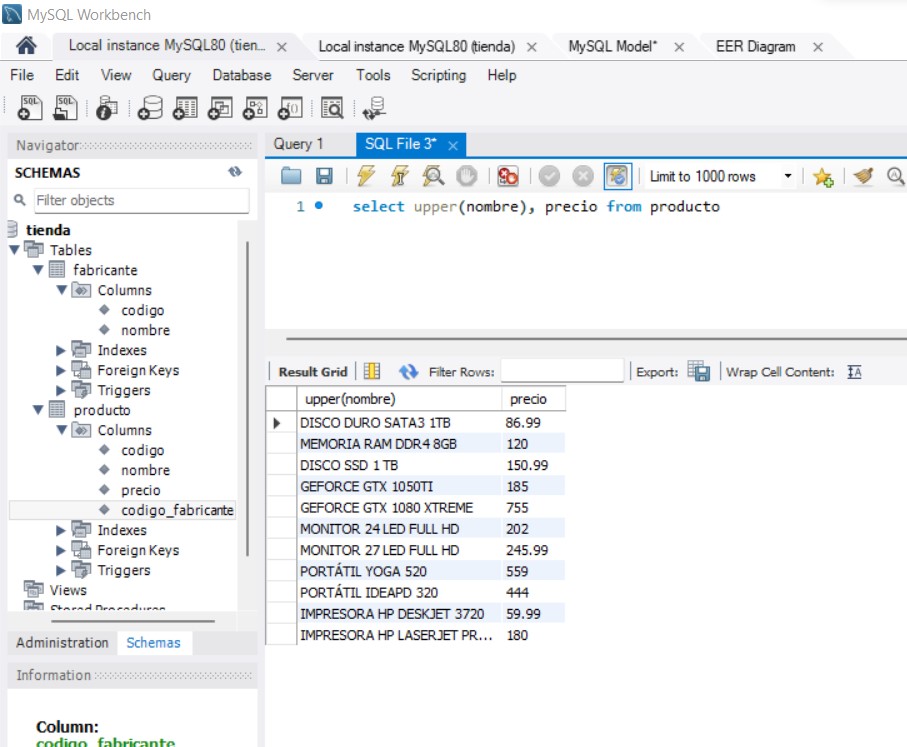 MySQL Workbench
Local instance MySQL80 (tien... Local instance MySQL80 (tienda) MySQL Model* EER Diagram
File Edit View Query Database Server Tools Scripting Help
Navigator
Query 1 SQL File 3*
SCHEMAS
Limit to 1000 rows
Filter objects
1 select upper(nombre), precio from producto
tienda
Tables
fabricante
Columns
codigo
nombre
Indexes
Foreign Keys
Triggers
producto
Columns
codigo
nombre
precio
codigo_fabricante
Indexes
Foreign Keys
Triggers
Views
Stored Procedures
Result Grid Filter Rows: Export: Wrap Cell Content:
upper(nombre) precio
DISCO DURO SATA3 1TB 86.99
MEMORIA RAM DDR4 8GB 120
DISCO SSD 1 TB 150.99
GEFORCE GTX 1050TI 185
GEFORCE GTX 1080 XTREME 755
MONITOR 24 LED FULL HD 202
MONITOR 27 LED FULL HD 245.99
PORTÁTIL YOGA 520 559
PORTÁTIL IDEAPD 320 444
IMPRESORA HP DESKJET 3720 59.99
IMPRESORA HP LASERJET PR... 180
Administration Schemas
Information
Column:
codigo_fabricante